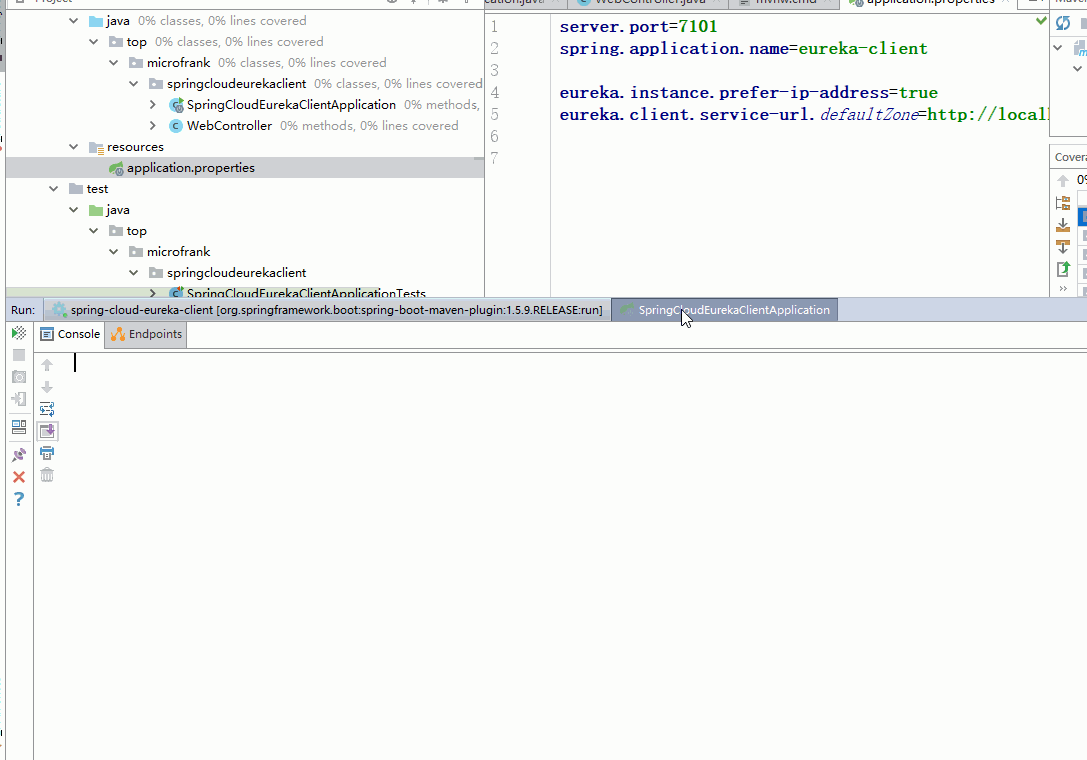 Project
java 0% classes, 0% lines covered
top 0% classes, 0% lines covered
microfrank 0% classes, 0% lines covered
springcloudeurekaclient 0% classes, 0% lines covered
SpringCloudEurekaClientApplication 0% methods,
WebController 0% methods, 0% lines covered
resources
application.properties
test
java
top
microfrank
springcloudeurekaclient
SpringCloudEurekaClientApplicationTests
cation.java
WebController.java
mvnw.cmd
application.properties
1 server.port=7101
2 spring.application.name=eureka-client
3
4 eureka.instance.prefer-ip-address=true
5 eureka.client.service-url.defaultZone=http://locall
6
7
Covera
0%
Run: spring-cloud-eureka-client [org.springframework.boot:spring-boot-maven-plugin:1.5.9.RELEASE:run] SpringCloudEurekaClientApplication
Console Endpoints